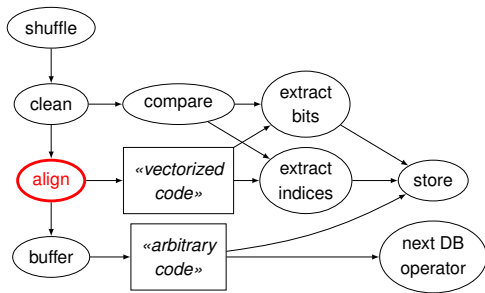 shuffle
clean
compare
extract
bits
align
«vectorized
code»
extract
indices
store
buffer
«arbitrary
code»
next DB
operator